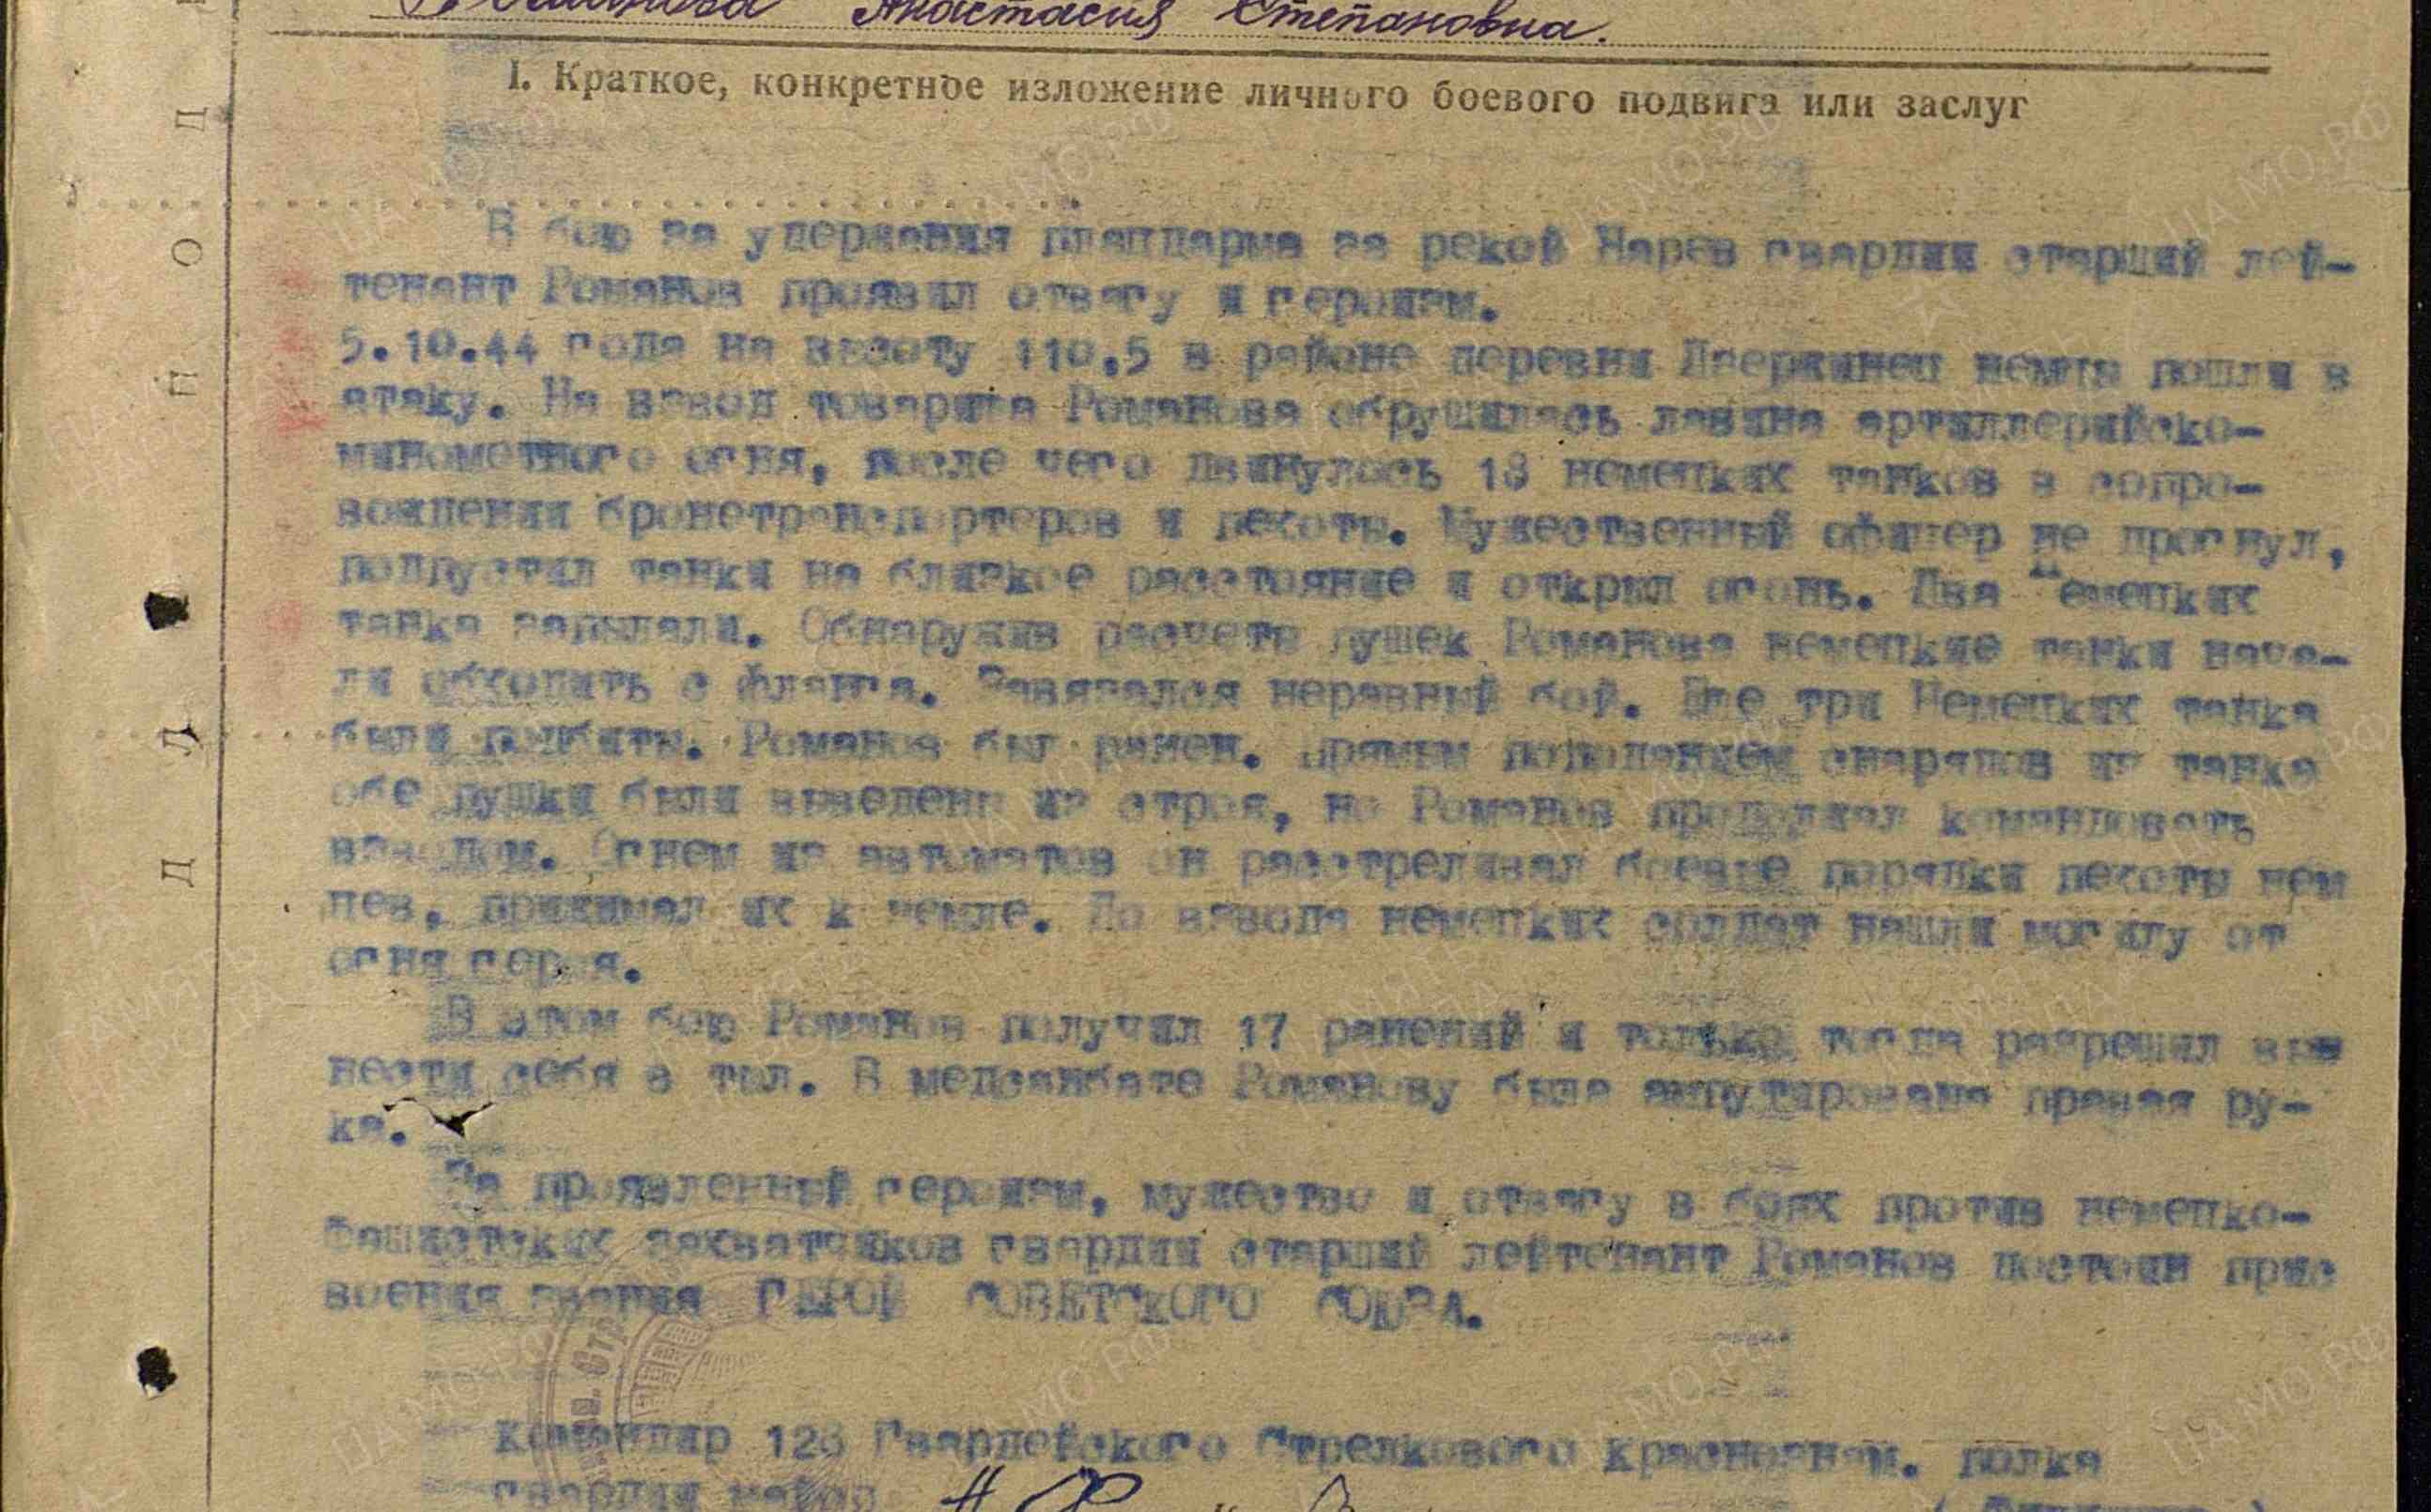 Романова Анастасия Степановна.
I. Краткое, конкретное изложение личного боевого подвига или заслуг
В бою за удержания плацдарма за рекой Нарев гвардии старший лей-
тенант Романов проявил отвагу и героизм.
5.10.44 года на высоту 110,5 в районе деревни Дзержинец немцы пошли в
атаку. На взвод товарища Романова обрушилась лавина артиллерийско-
минометного огня, после чего двинулось 18 немецких танков в сопро-
вождении бронетранспортеров и пехоты. Мужественный офицер не дрогнул,
подпустил танки на близкое расстояние и открыл огонь. Два немецких
танка запылали. Обнаружив расчета пушек Романова немецкие танки нача-
ли обходить с фланга. Завязался неравный бой. Еще три Немецких танка
были подбиты. Романов был ранен. Прямым попаданием снарядов из танка
обе пушки были выведены из строя, но Романов продолжал командовать
взводом. Огнем из автоматов он расстреливал боевые порядки пехоты нем
цев, прижимал их к земле. До взвода немецких солдат нашли могилу от
огня героя.
В этом бою Романов получил 17 ранений и только тогда разрешил вын
нести себя в тыл. В медсанбате Романову была ампутирована правая ру-
ка.
За проявленный героизм, мужество и отвагу в боях против немецко-
фашистских захватчиков гвардии старший лейтенант Романов достоин прис
воения звания ГЕРОЙ СОВЕТСКОГО СОЮЗА.
Командир 126 Гвардейского Стрелкового Краснознам. полка
гвардии майор